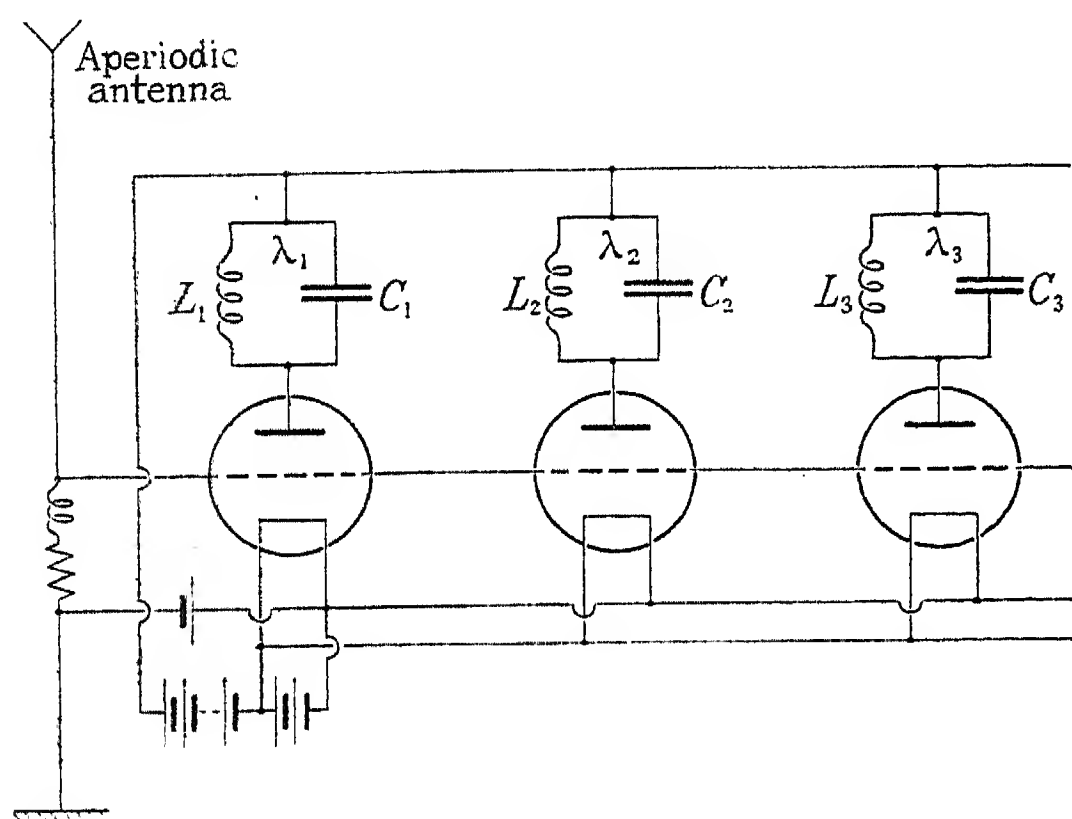 Aperiodic
antenna
λ₁ λ₂ λ₃
L₁ C₁ L₂ C₂ L₃ C₃